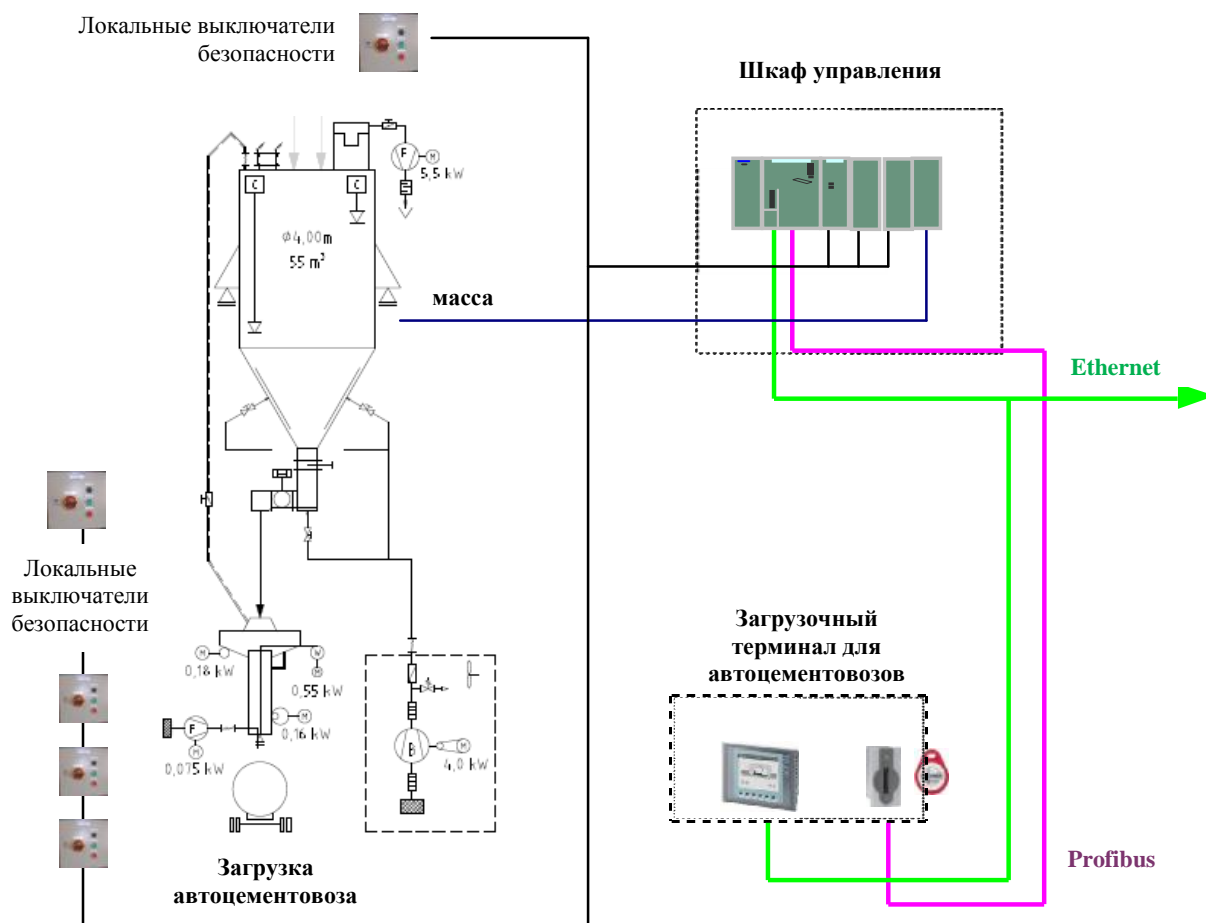 Локальные выключатели
безопасности
Шкаф управления
F
M
5,5 kW
C
C
⌀4,00m
55 m³
масса
Ethernet
Локальные
выключатели
безопасности
Загрузочный
терминал для
автоцементовозов
M
0,18 kW
W
M
0,55 kW
M
0,16 kW
F
M
0,075 kW
B
M
4,0 kW
Загрузка
автоцементовоза
Profibus